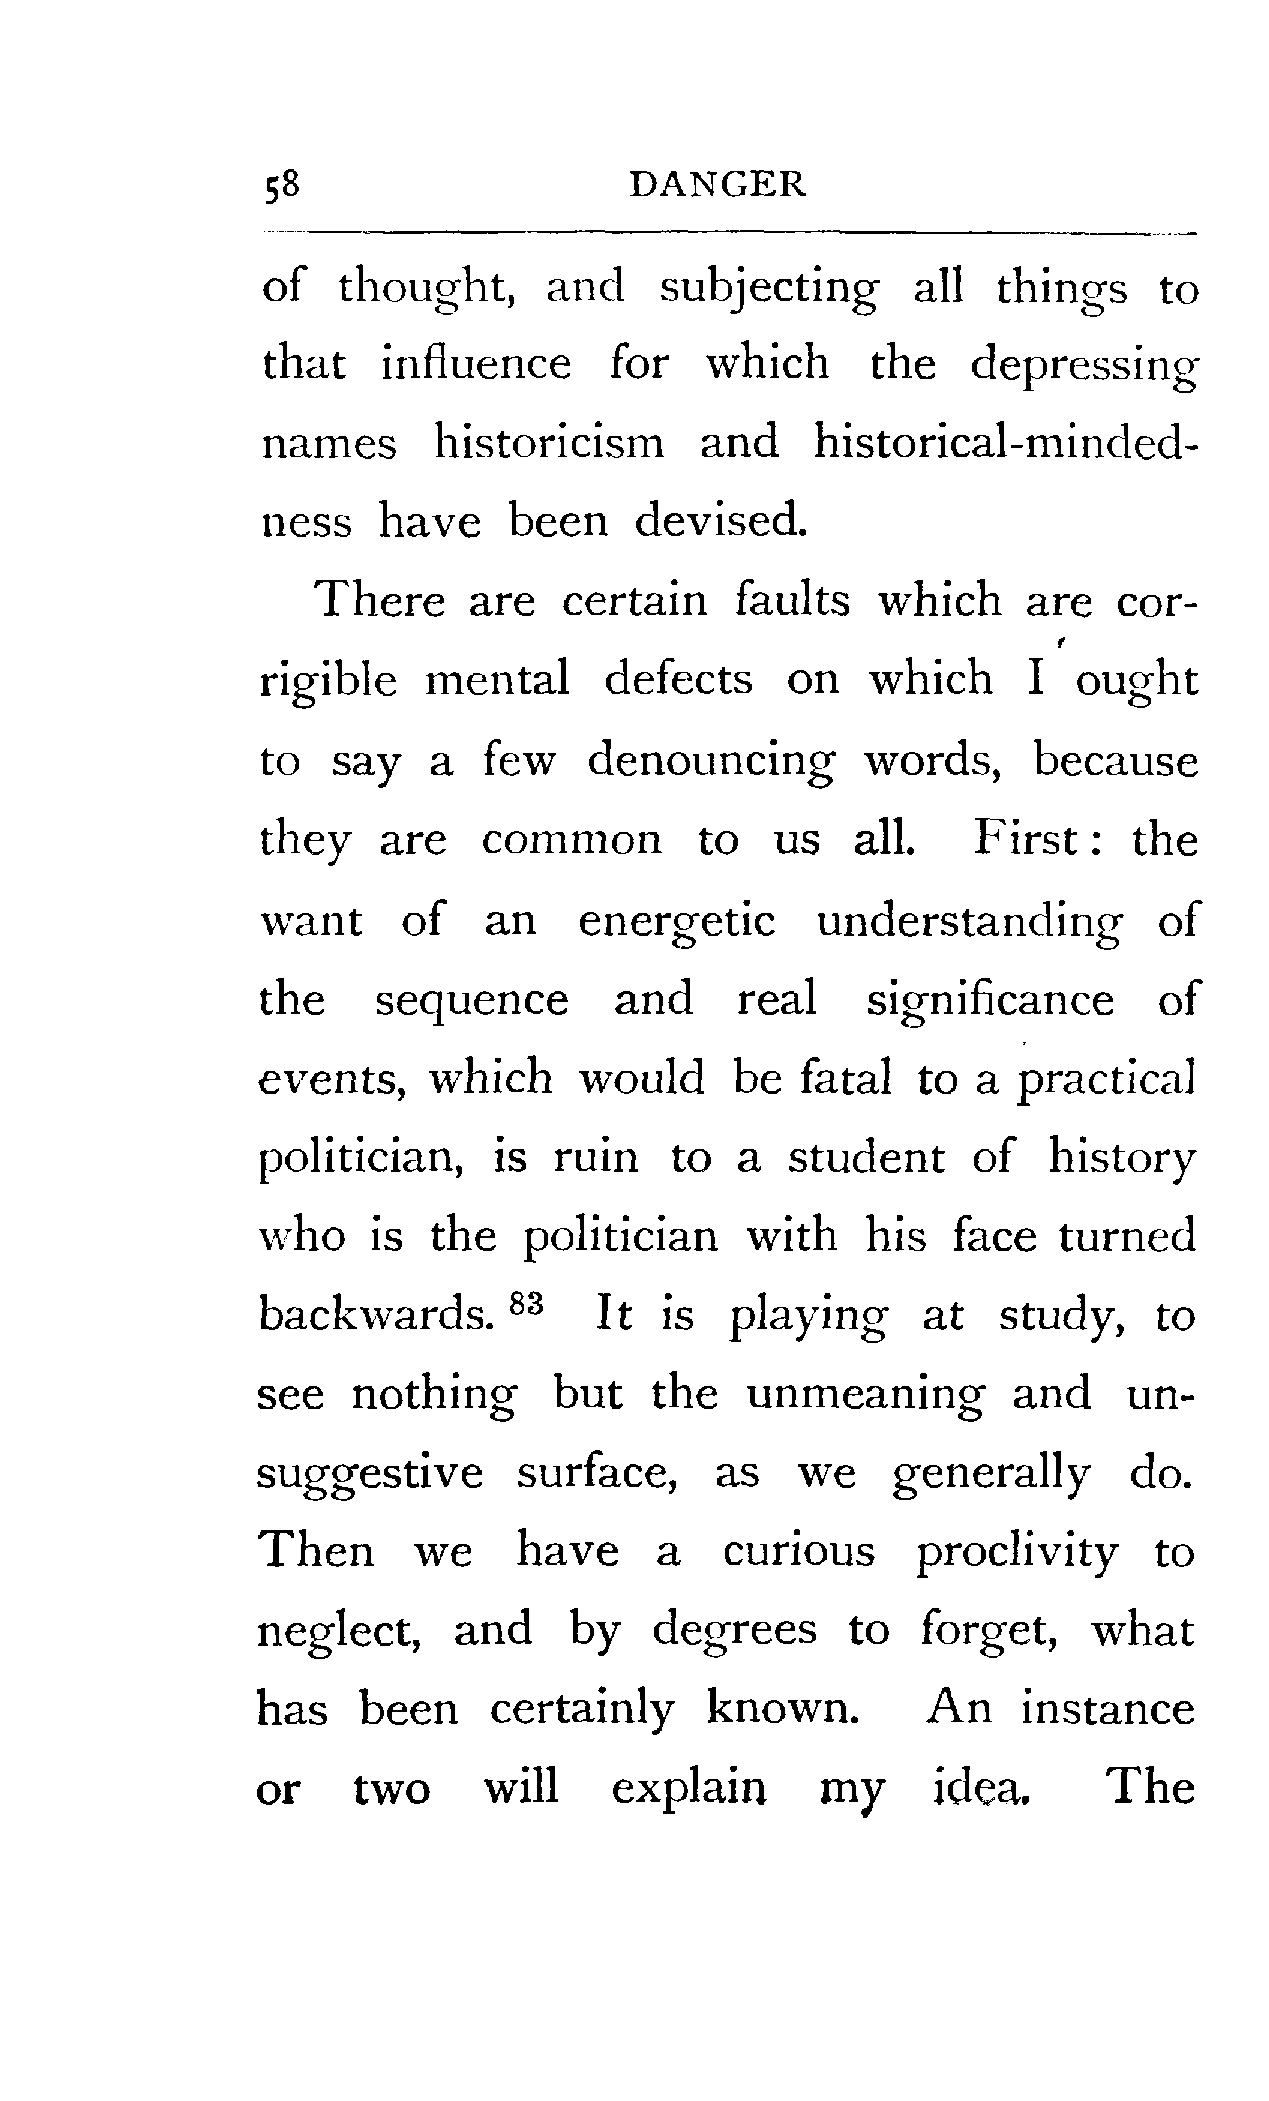 58 DANGER
of thought, and subjecting all things to
that influence for which the depressing
names historicism and historical-minded-
ness have been devised.
There are certain faults which are cor-
rigible mental defects on which I ought
to say a few denouncing words, because
they are common to us all. First : the
want of an energetic understanding of
the sequence and real significance of
events, which would be fatal to a practical
politician, is ruin to a student of history
who is the politician with his face turned
backwards. 83 It is playing at study, to
see nothing but the unmeaning and un-
suggestive surface, as we generally do.
Then we have a curious proclivity to
neglect, and by degrees to forget, what
has been certainly known. An instance
or two will explain my idea. The